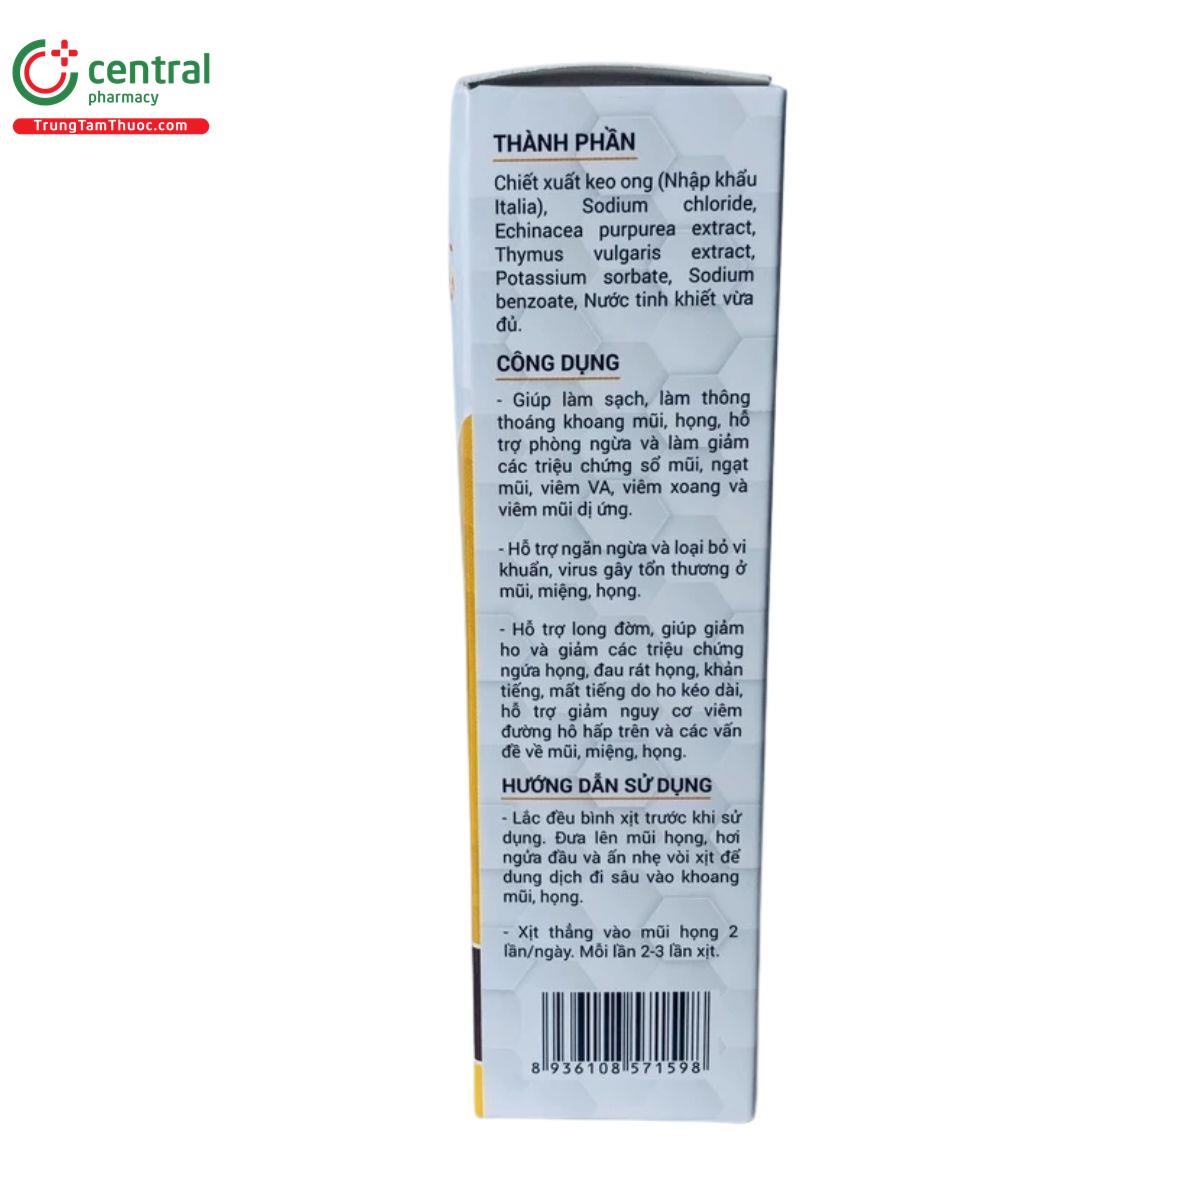 central
pharmacy
TrungTamThuoc.com
THÀNH PHẦN
Chiết xuất keo ong (Nhập khẩu
Italia), Sodium chloride,
Echinacea purpurea extract,
Thymus vulgaris extract,
Potassium sorbate, Sodium
benzoate, Nước tinh khiết vừa
đủ.
CÔNG DỤNG
- Giúp làm sạch, làm thông
thoáng khoang mũi, họng, hỗ
trợ phòng ngừa và làm giảm
các triệu chứng sổ mũi, ngạt
mũi, viêm VA, viêm xoang và
viêm mũi dị ứng.
- Hỗ trợ ngăn ngừa và loại bỏ vi
khuẩn, virus gây tổn thương ở
mũi, miệng, họng.
- Hỗ trợ long đờm, giúp giảm
ho và giảm các triệu chứng
ngứa họng, đau rát họng, khản
tiếng, mất tiếng do ho kéo dài,
hỗ trợ giảm nguy cơ viêm
đường hô hấp trên và các vấn
đề về mũi, miệng, họng.
HƯỚNG DẪN SỬ DỤNG
- Lắc đều bình xịt trước khi sử
dụng. Đưa lên mũi họng, hơi
ngửa đầu và ấn nhẹ vòi xịt để
dung dịch đi sâu vào khoang
mũi, họng.
- Xịt thẳng vào mũi họng 2
lần/ngày. Mỗi lần 2-3 lần xịt.
8 936108 571598